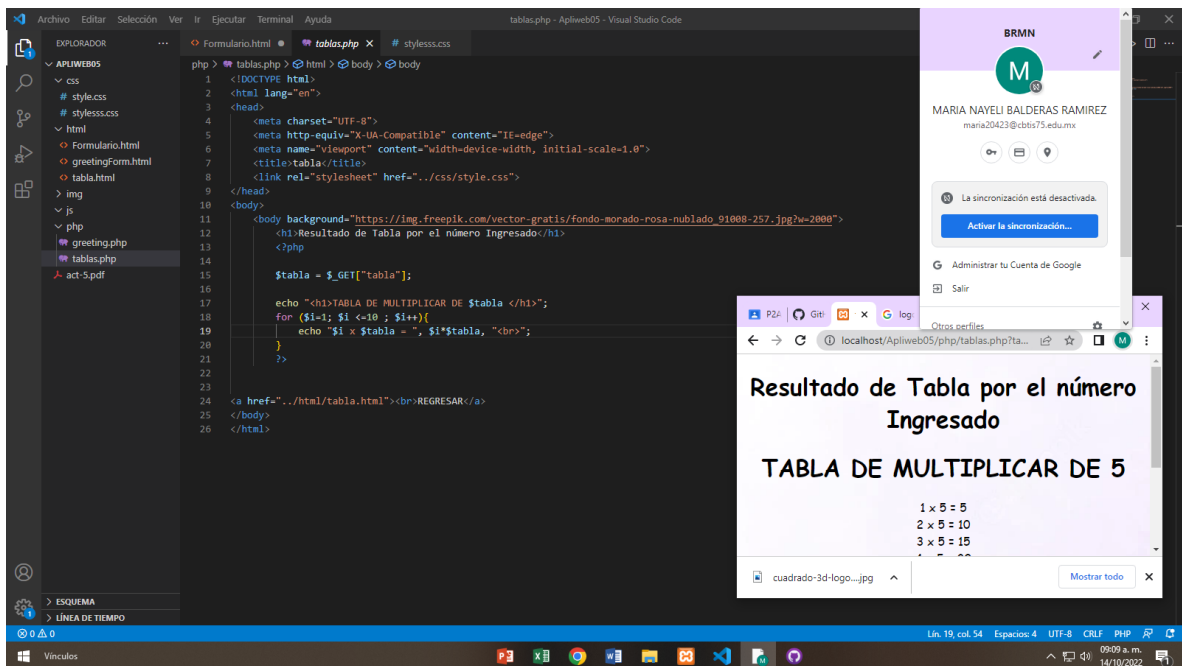 Archivo Editar Selección Ver Ir Ejecutar Terminal Ayuda
tablas.php - Apliweb05 - Visual Studio Code
EXPLORADOR
APLIWEB05
css
# style.css
# stylesss.css
html
Formulario.html
greetingForm.html
tabla.html
img
js
php
greeting.php
tablas.php
act-5.pdf
ESQUEMA
LÍNEA DE TIEMPO
Formulario.html
tablas.php
# stylesss.css
php > tablas.php > html > body > body
1 <!DOCTYPE html>
2 <html lang="en">
3 <head>
4 <meta charset="UTF-8">
5 <meta http-equiv="X-UA-Compatible" content="IE=edge">
6 <meta name="viewport" content="width=device-width, initial-scale=1.0">
7 <title>tabla</title>
8 <link rel="stylesheet" href="../css/style.css">
9 </head>
10 <body>
11 <body background="https://img.freepik.com/vector-gratis/fondo-morado-rosa-nublado_91008-257.jpg?w=2000">
12 <h1>Resultado de Tabla por el número Ingresado</h1>
13 <?php
14
15 $tabla = $_GET["tabla"];
16
17 echo "<h1>TABLA DE MULTIPLICAR DE $tabla </h1>";
18 for ($i=1; $i <=10 ; $i++){
19 echo "$i x $tabla = ", $i*$tabla, "<br>";
20 }
21 ?>
22
23
24 <a href="../html/tabla.html"><br>REGRESAR</a>
25 </body>
26 </html>
BRMN
M
MARIA NAYELI BALDERAS RAMIREZ
maria20423@cbtis75.edu.mx
La sincronización está desactivada.
Activar la sincronización...
G Administrar tu Cuenta de Google
Salir
Otros perfiles
P2A
Git
log
localhost/Apliweb05/php/tablas.php?ta...
M
Resultado de Tabla por el número
Ingresado
TABLA DE MULTIPLICAR DE 5
1 x 5 = 5
2 x 5 = 10
3 x 5 = 15
cuadrado-3d-logo....jpg
Mostrar todo
0 0
Lín. 19, col. 54 Espacios: 4 UTF-8 CRLF PHP
1
1
Vínculos
09:09 a. m.
14/10/2022
1